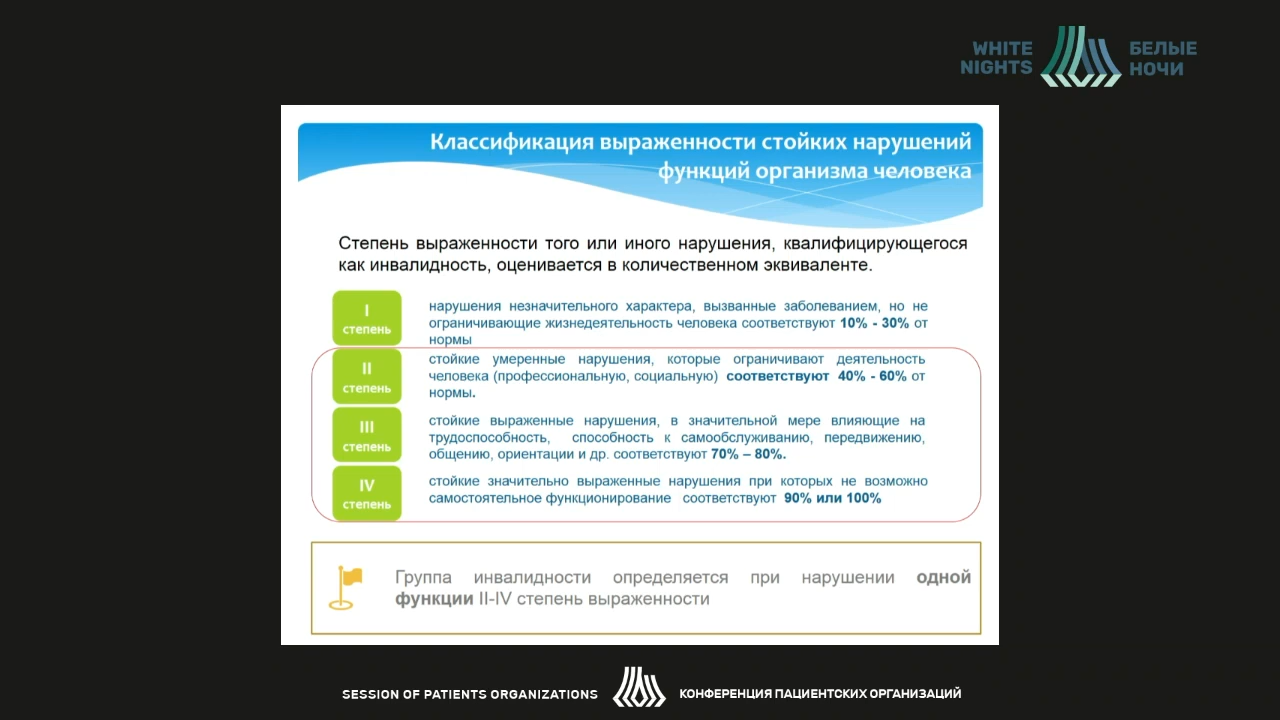 WHITE NIGHTS
БЕЛЫЕ НОЧИ
Классификация выраженности стойких нарушений
функций организма человека
Степень выраженности того или иного нарушения, квалифицирующегося
как инвалидность, оценивается в количественном эквиваленте.
I
степень
нарушения незначительного характера, вызванные заболеванием, но не
ограничивающие жизнедеятельность человека соответствуют 10% - 30% от
нормы
II
степень
стойкие умеренные нарушения, которые ограничивают деятельность
человека (профессиональную, социальную) соответствуют 40% - 60% от
нормы.
III
степень
стойкие выраженные нарушения, в значительной мере влияющие на
трудоспособность, способность к самообслуживанию, передвижению,
общению, ориентации и др. соответствуют 70% – 80%.
IV
степень
стойкие значительно выраженные нарушения при которых не возможно
самостоятельное функционирование соответствуют 90% или 100%
Группа инвалидности определяется при нарушении одной
функции II-IV степень выраженности
SESSION OF PATIENTS ORGANIZATIONS
КОНФЕРЕНЦИЯ ПАЦИЕНТСКИХ ОРГАНИЗАЦИЙ